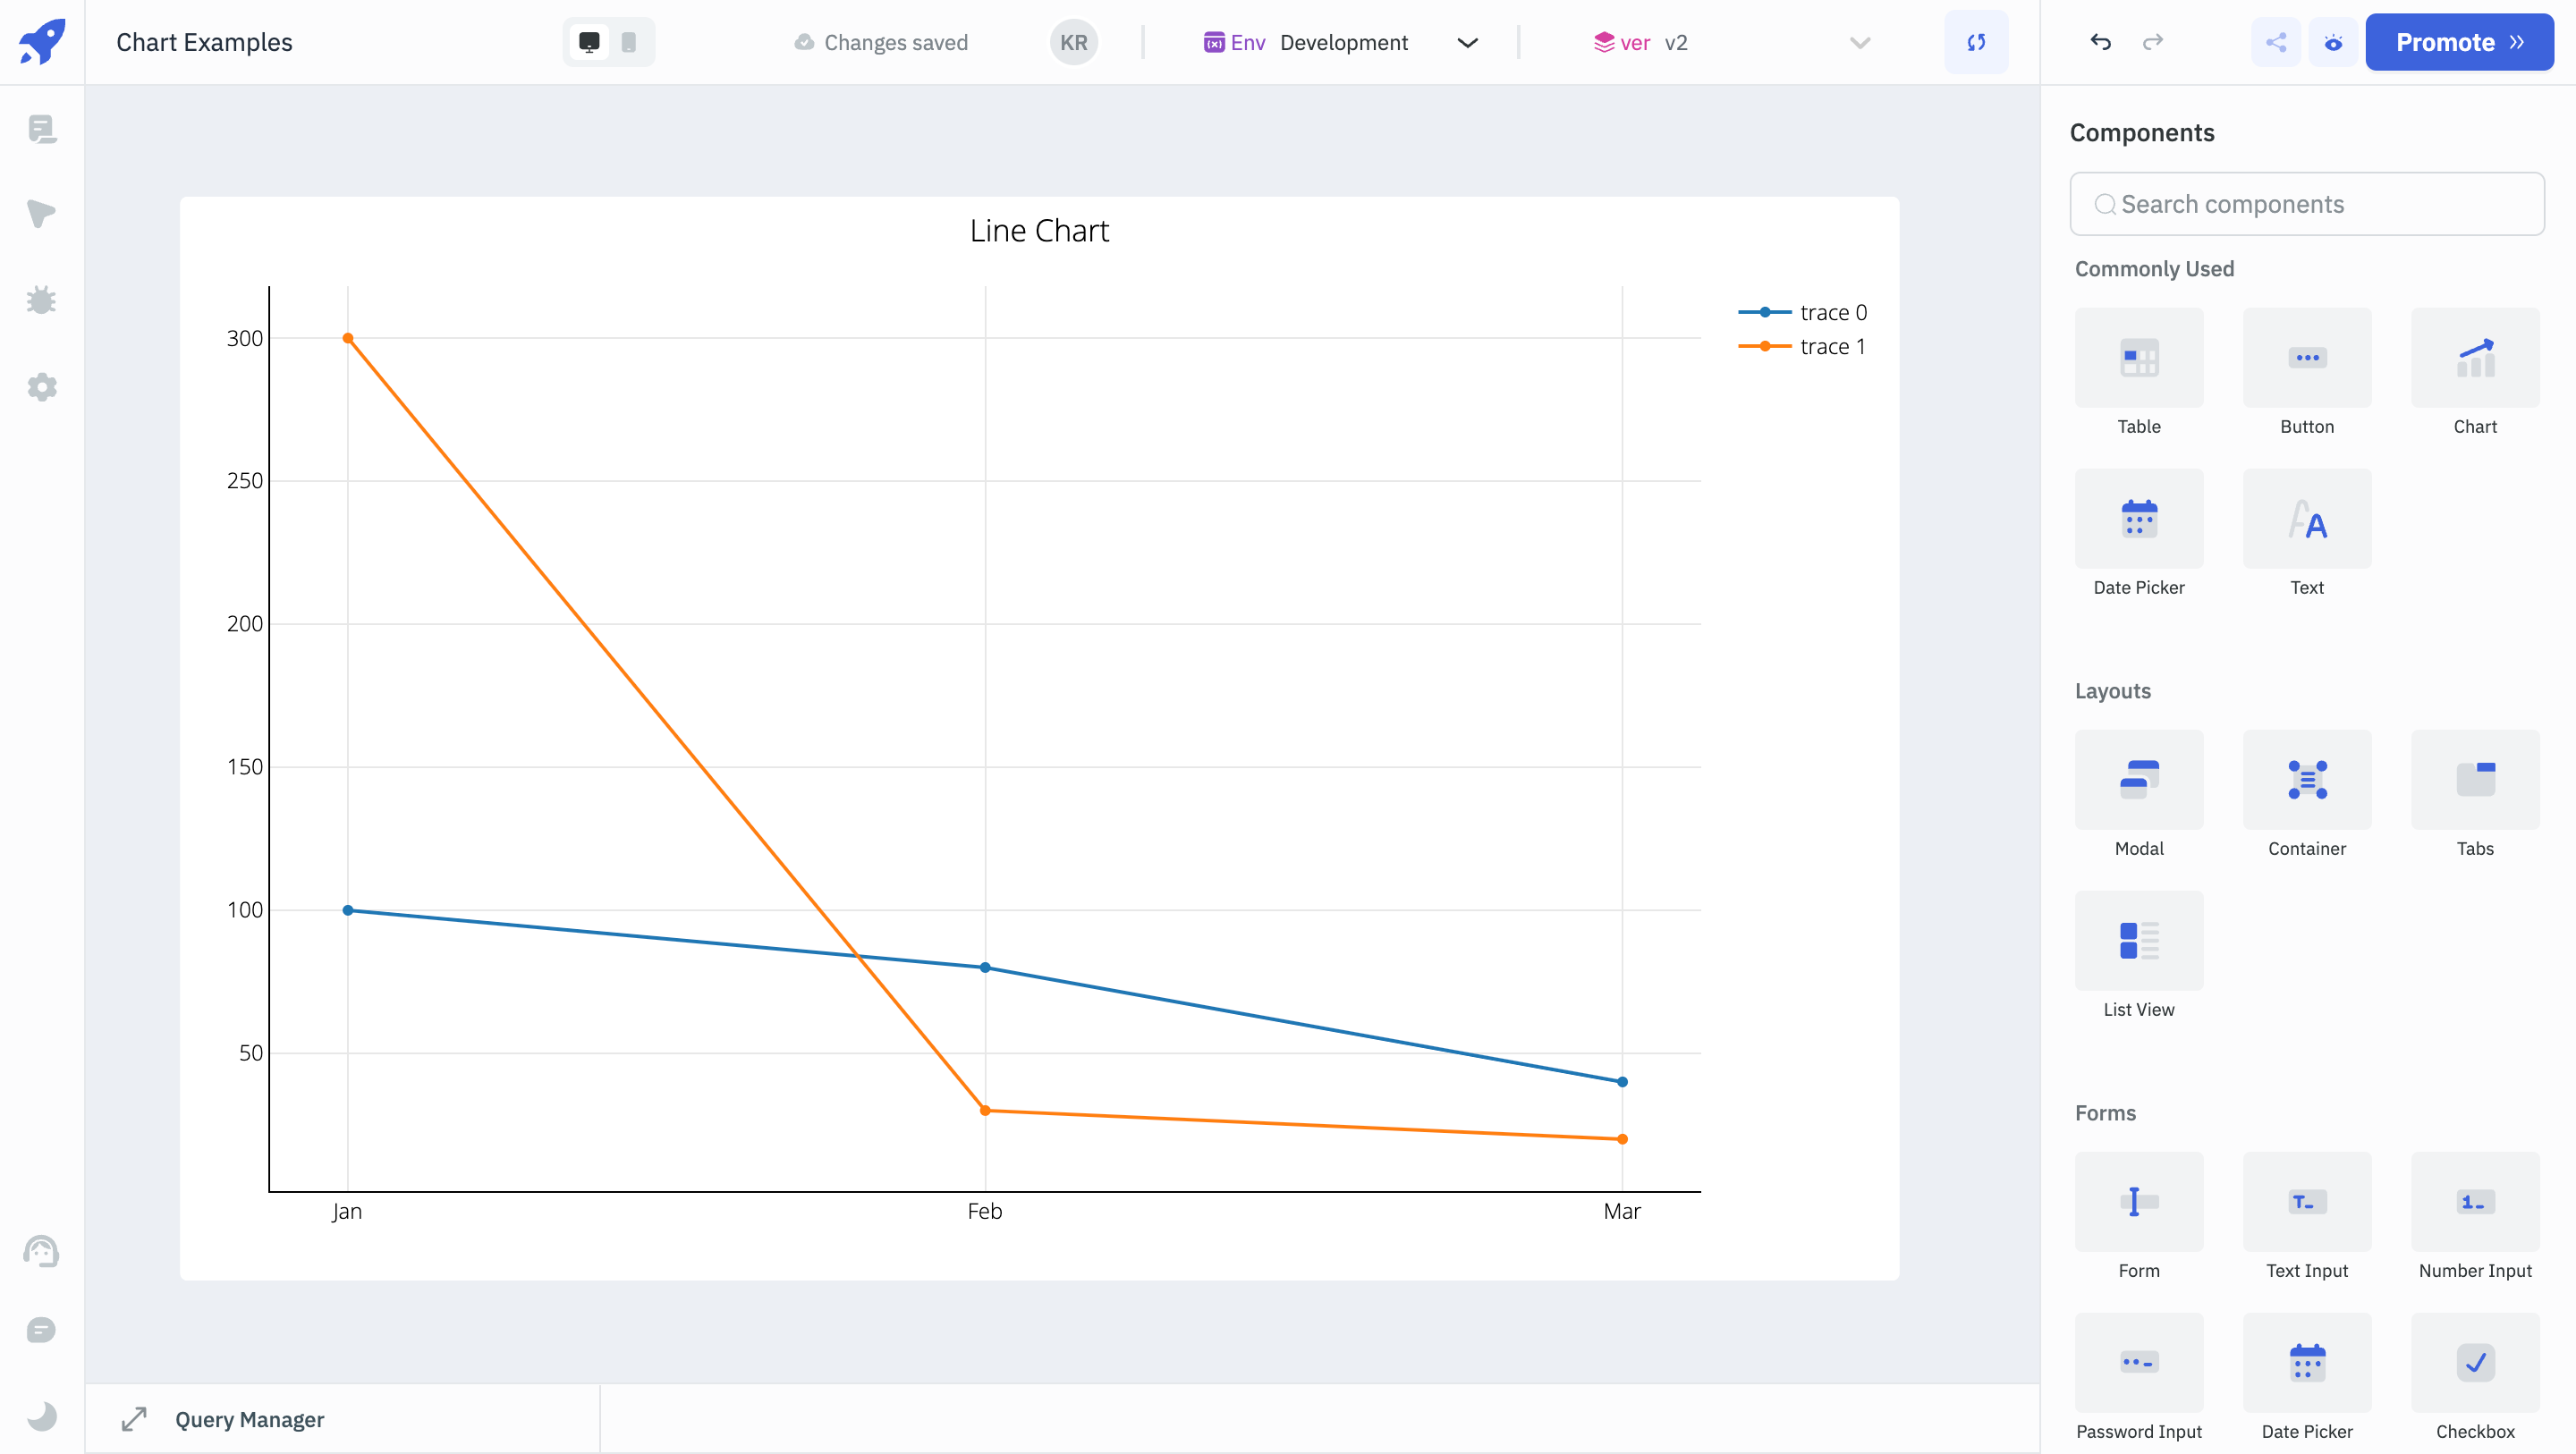 Chart Examples
Changes saved
KR
Env Development
ver v2
Promote
Line Chart
300
250
200
150
100
50
Jan Feb Mar
trace 0
trace 1
Query Manager
Components
Search components
Commonly Used
Table Button Chart
Date Picker Text
Layouts
Modal Container Tabs
List View
Forms
Form Text Input Number Input
Password Input Date Picker Checkbox